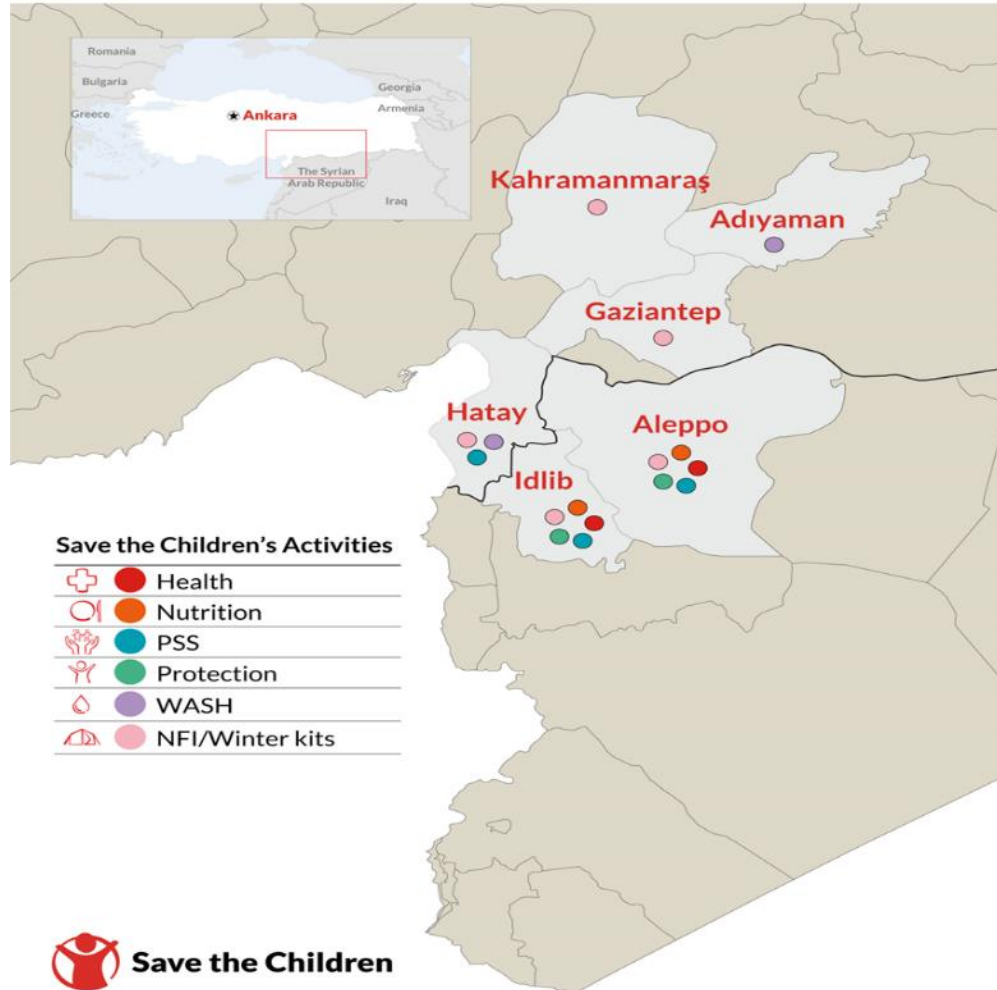 Romania
Bulgaria
Greece
Georgia
Armenia
Ankara
The Syrian
Arab Republic
Iraq
Kahramanmaraş
Adıyaman
Gaziantep
Hatay
Aleppo
Idlib
Save the Children’s Activities
Health
Nutrition
PSS
Protection
WASH
NFI/Winter kits
Save the Children